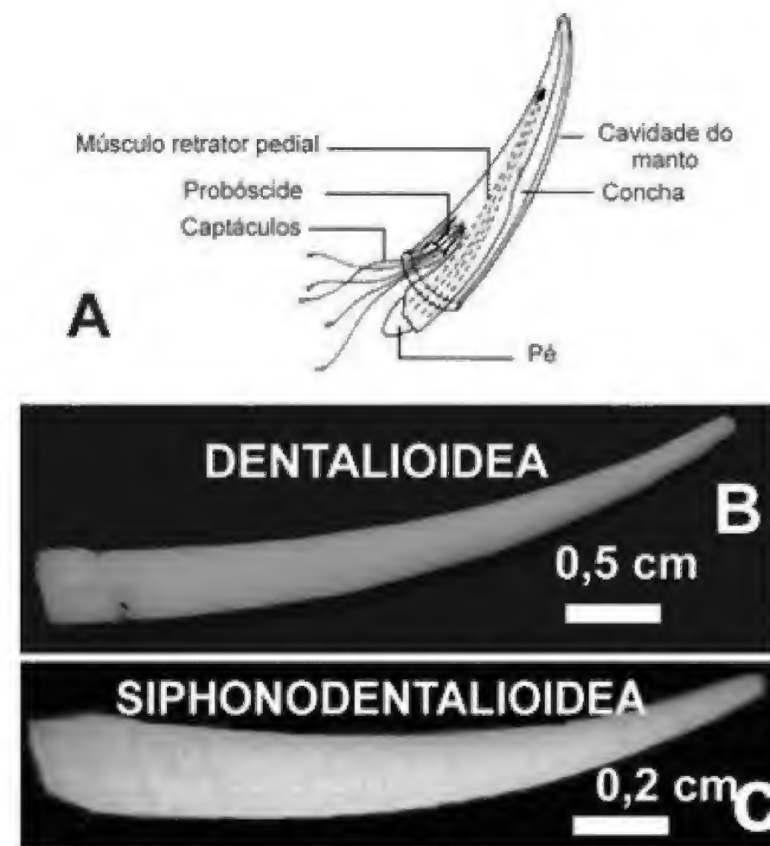 Músculo retrator pedial
Probóscide
Captáculos
Cavidade do
manto
Concha
Pé
A
DENTALIOIDEA
B
0,5 cm
SIPHONODENTALIOIDEA
0,2 cm
C